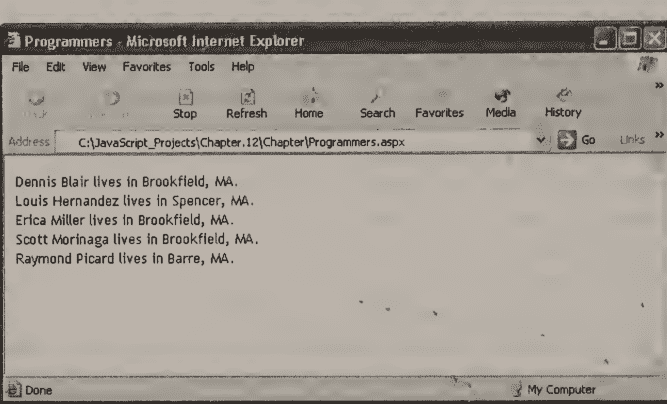 Programmers - Microsoft Internet Explorer
File Edit View Favorites Tools Help
Stop Refresh Home Search Favorites Media History »
Address C:\JavaScript_Projects\Chapter.12\Chapter\Programmers.aspx Go Links »
Dennis Blair lives in Brookfield, MA.
Louis Hernandez lives in Spencer, MA.
Erica Miller lives in Brookfield, MA.
Scott Morinaga lives in Brookfield, MA.
Raymond Picard lives in Barre, MA.
Done My Computer